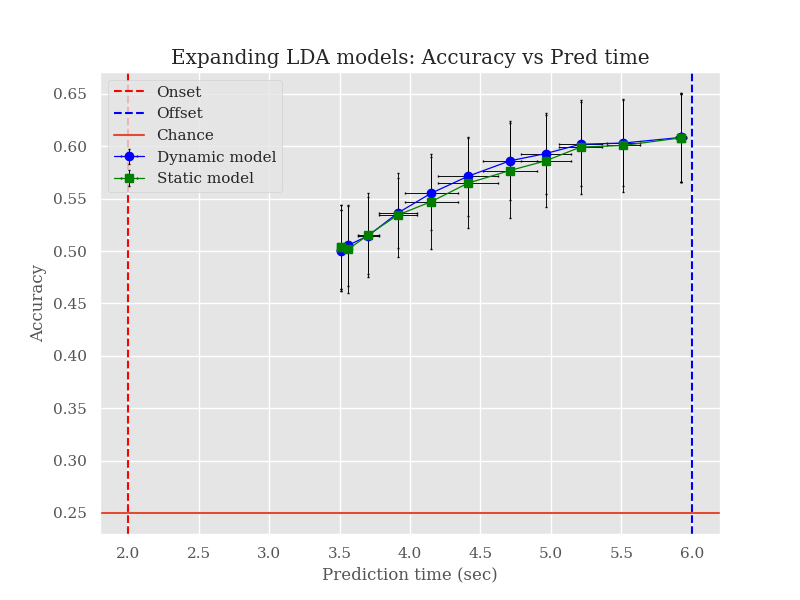 Expanding LDA models: Accuracy vs Pred time
Onset
Offset
Chance
Dynamic model
Static model
Accuracy
0.65
0.60
0.55
0.50
0.45
0.40
0.35
0.30
0.25
2.0 2.5 3.0 3.5 4.0 4.5 5.0 5.5 6.0
Prediction time (sec)